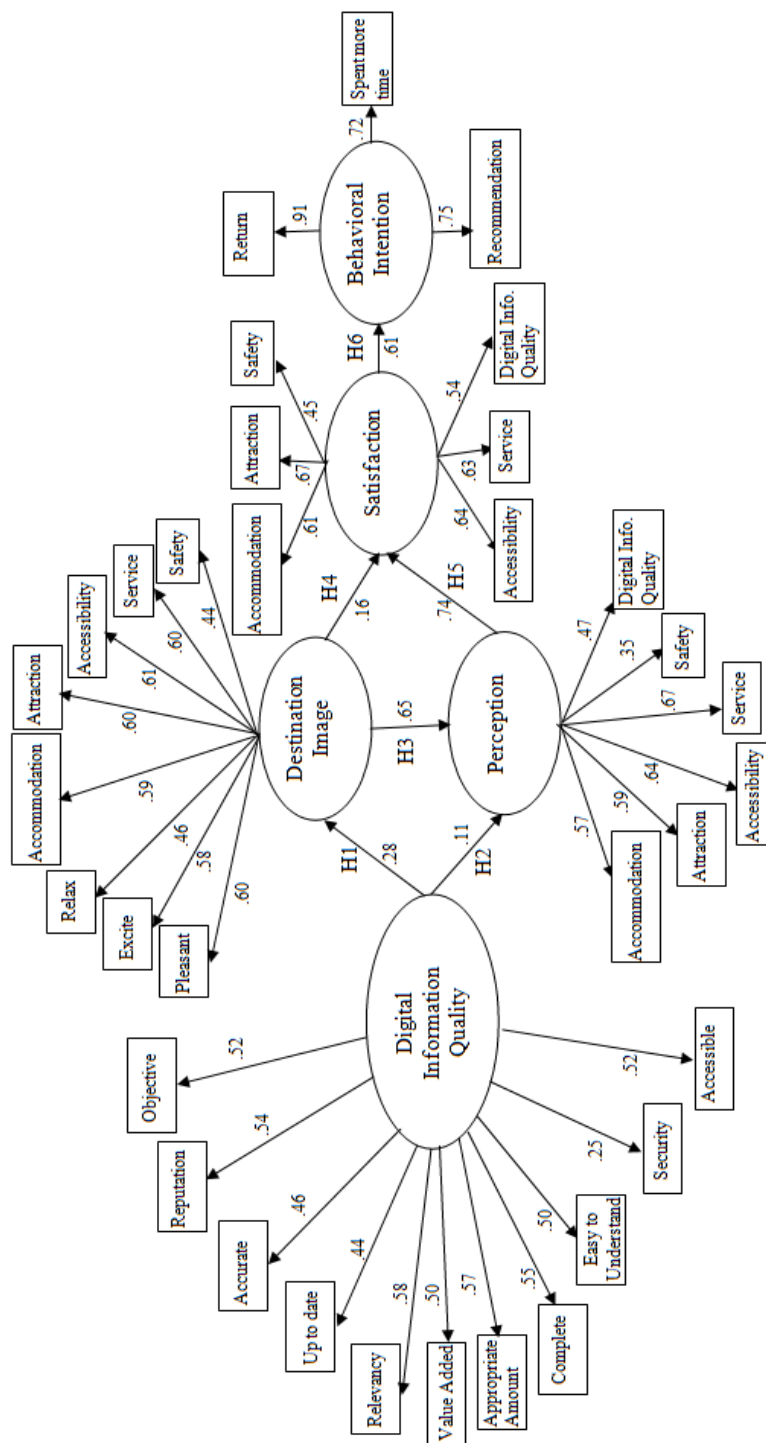 Objective
.52
Reputation
.54
Accurate
.46
Up to date
.44
Relevancy
.58
Value Added
.50
Appropriate
Amount
.57
Complete
.55
Easy to
Understand
.50
Security
.25
Accessible
.52
Digital
Information
Quality
H1
.28
H2
.11
Pleasant
.60
Excite
.58
Relax
.46
Accommodation
.59
Attraction
.60
Accessibility
.61
Service
.60
Safety
.44
Destination
Image
H3
.65
Perception
Accommodation
.57
Attraction
.59
Accessibility
.64
Service
.67
Safety
.35
Digital Info.
Quality
.47
H4
.16
H5
.74
Satisfaction
Accommodation
.61
Attraction
.67
Safety
.45
Accessibility
.64
Service
.63
Digital Info.
Quality
.54
H6
.61
Behavioral
Intention
Return
.91
Spent more
time
.72
Recommendation
.75